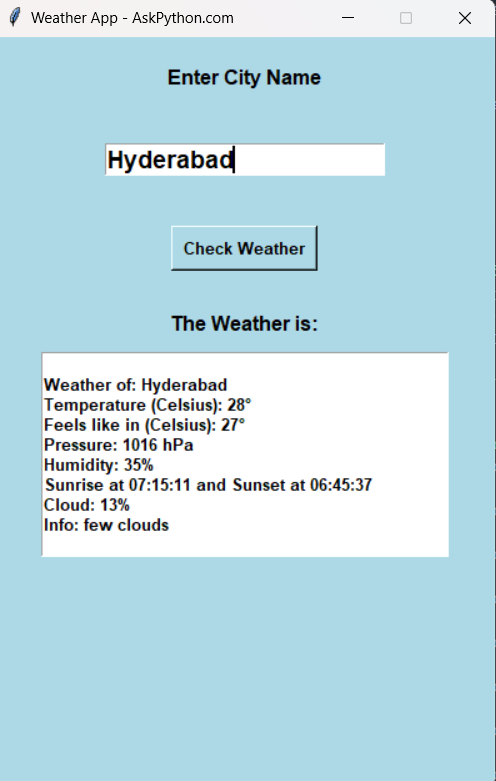 Weather App - AskPython.com
Enter City Name
Hyderabad
Check Weather
The Weather is:
Weather of: Hyderabad
Temperature (Celsius): 28°
Feels like in (Celsius): 27°
Pressure: 1016 hPa
Humidity: 35%
Sunrise at 07:15:11 and Sunset at 06:45:37
Cloud: 13%
Info: few clouds